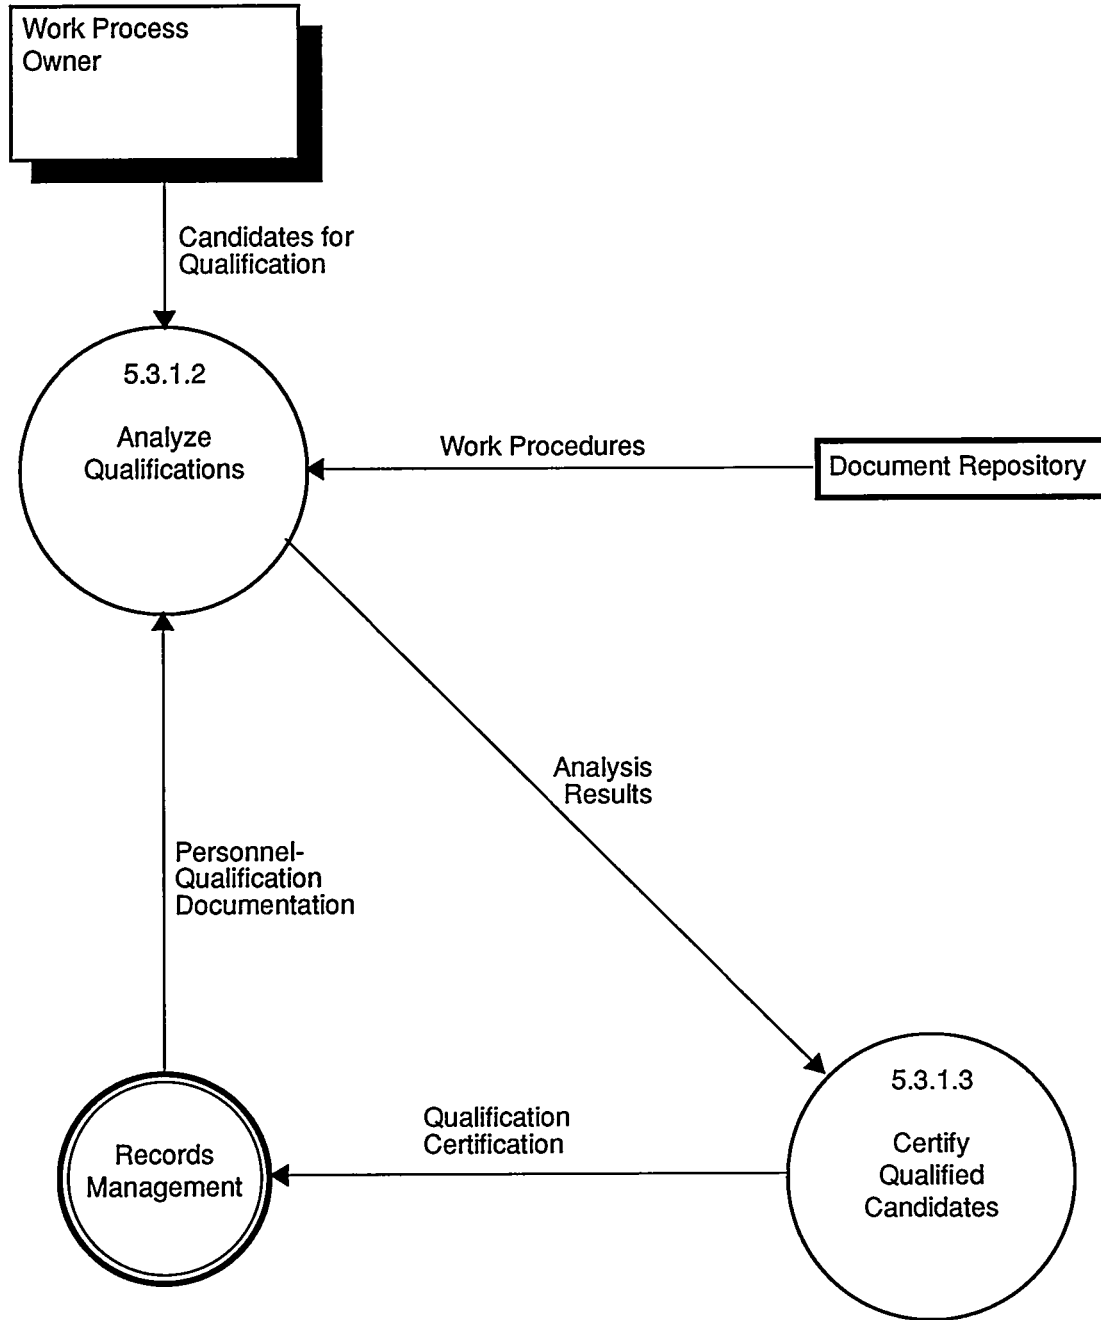 Work Process
Owner
Candidates for
Qualification
5.3.1.2
Analyze
Qualifications
Work Procedures
Document Repository
Analysis
Results
Personnel-
Qualification
Documentation
5.3.1.3
Certify
Qualified
Candidates
Qualification
Certification
Records
Management